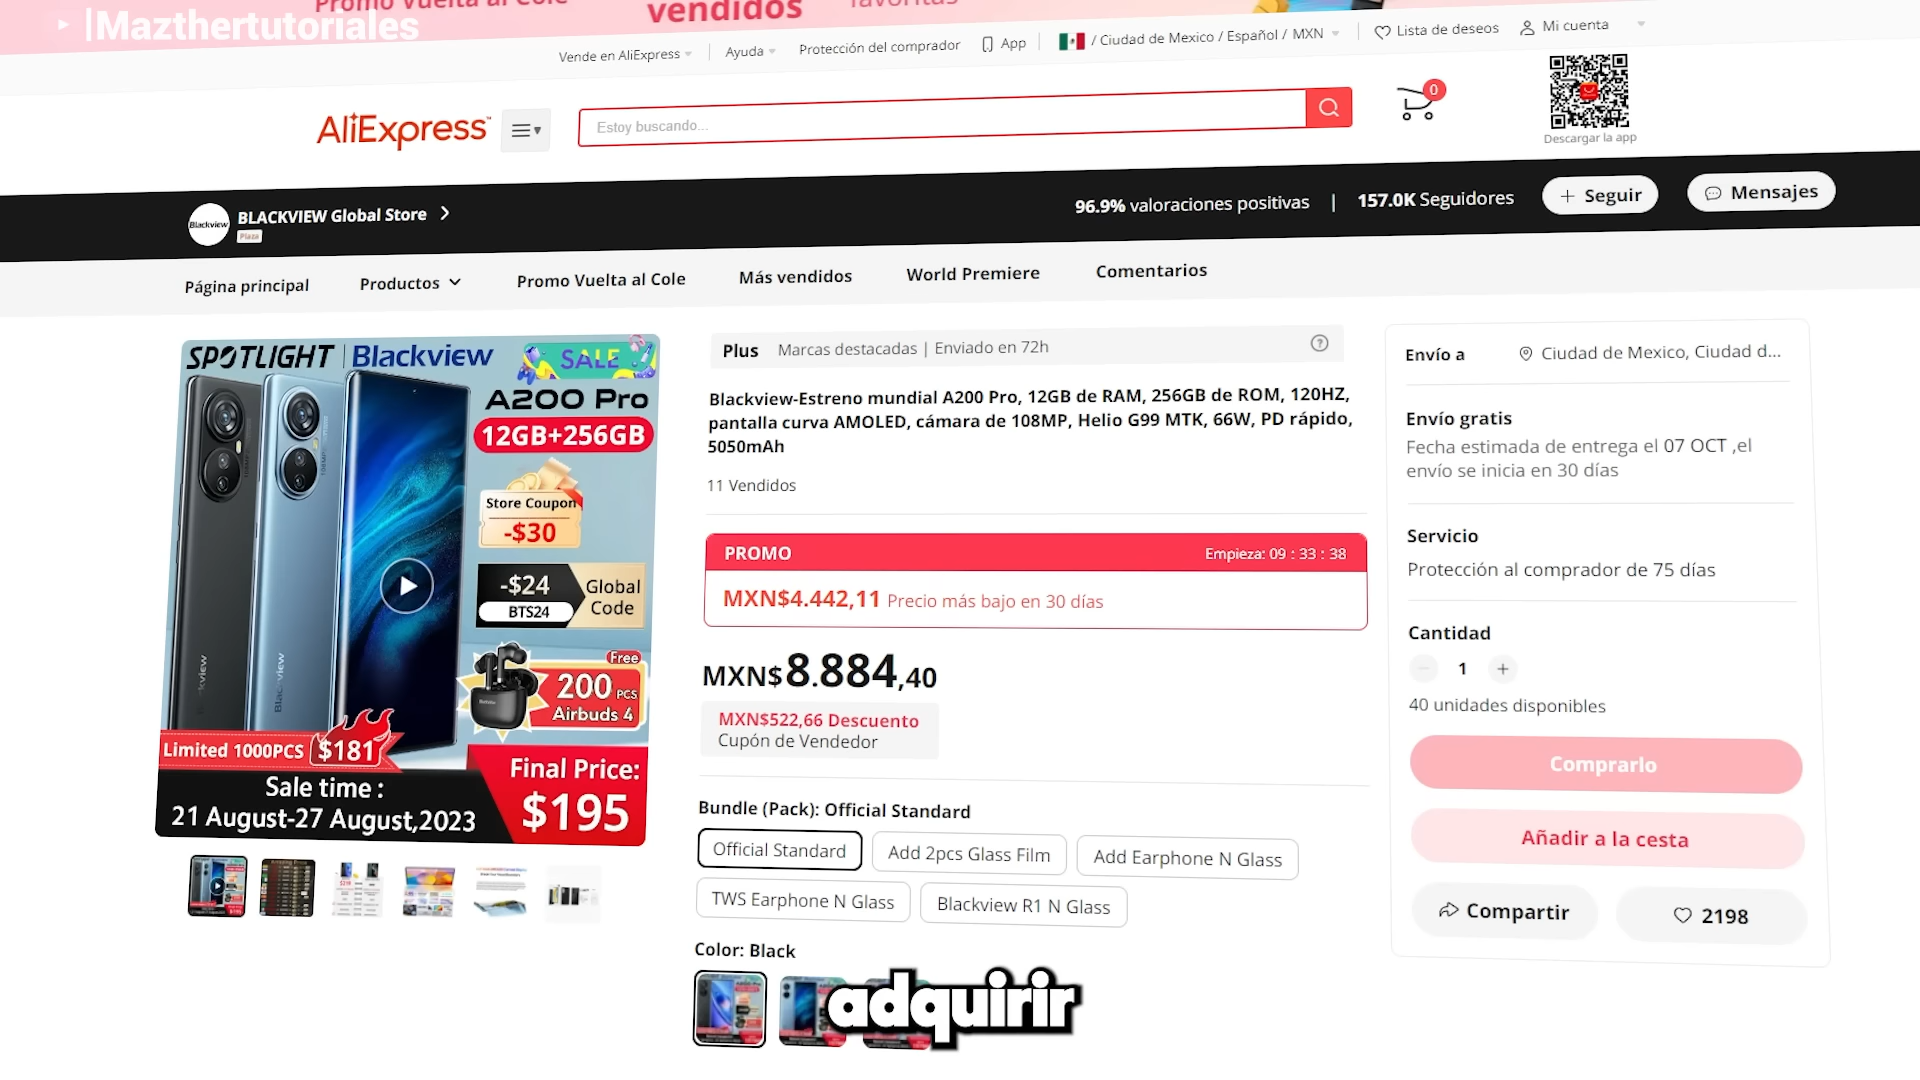 Promo Vuelta al Cole
vendidos
favoritas
|Mazthertutoriales
Vende en AliExpress
Ayuda
Protección del comprador
App
/ Ciudad de Mexico / Español / MXN
Lista de deseos
Mi cuenta
AliExpress
Estoy buscando...
0
Descargar la app
Blackview
BLACKVIEW Global Store
Plaza
96.9% valoraciones positivas | 157.0K Seguidores
+ Seguir
Mensajes
Página principal
Productos
Promo Vuelta al Cole
Más vendidos
World Premiere
Comentarios
SPOTLIGHT | Blackview
SALE
A200 Pro
12GB+256GB
Store Coupon
-$30
-$24
BTS24
Global
Code
Free
200 PCS
Airbuds 4
Blackview
Limited 1000PCS $181
Sale time :
21 August-27 August,2023
Final Price:
$195
Plus Marcas destacadas | Enviado en 72h
Blackview-Estreno mundial A200 Pro, 12GB de RAM, 256GB de ROM, 120HZ,
pantalla curva AMOLED, cámara de 108MP, Helio G99 MTK, 66W, PD rápido,
5050mAh
11 Vendidos
PROMO
Empieza: 09 : 33 : 38
MXN$4.442,11 Precio más bajo en 30 días
MXN$8.884,40
MXN$522,66 Descuento
Cupón de Vendedor
Bundle (Pack): Official Standard
Official Standard
Add 2pcs Glass Film
Add Earphone N Glass
TWS Earphone N Glass
Blackview R1 N Glass
Color: Black
adquirir
Envío a
Ciudad de Mexico, Ciudad d...
Envío gratis
Fecha estimada de entrega el 07 OCT ,el
envío se inicia en 30 días
Servicio
Protección al comprador de 75 días
Cantidad
1
40 unidades disponibles
Comprarlo
Añadir a la cesta
Compartir
2198